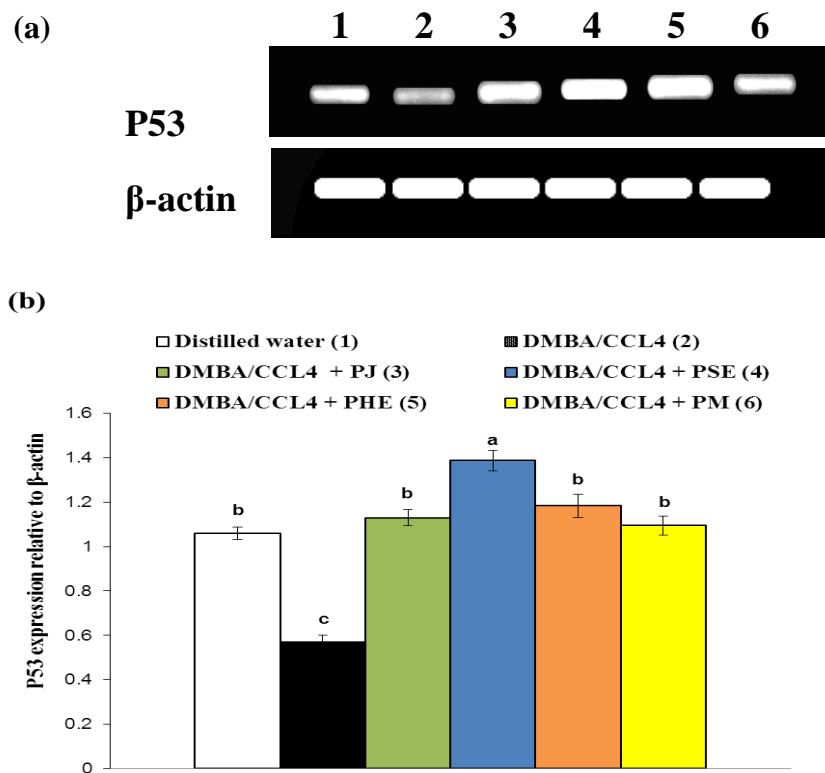 (a)
1 2 3 4 5 6
P53
β-actin
(b)
Distilled water (1) DMBA/CCL4 (2)
DMBA/CCL4 + PJ (3) DMBA/CCL4 + PSE (4)
DMBA/CCL4 + PHE (5) DMBA/CCL4 + PM (6)
P53 expression relative to β-actin
1.6
1.4
1.2
1
0.8
0.6
0.4
0.2
0
b c b a b b